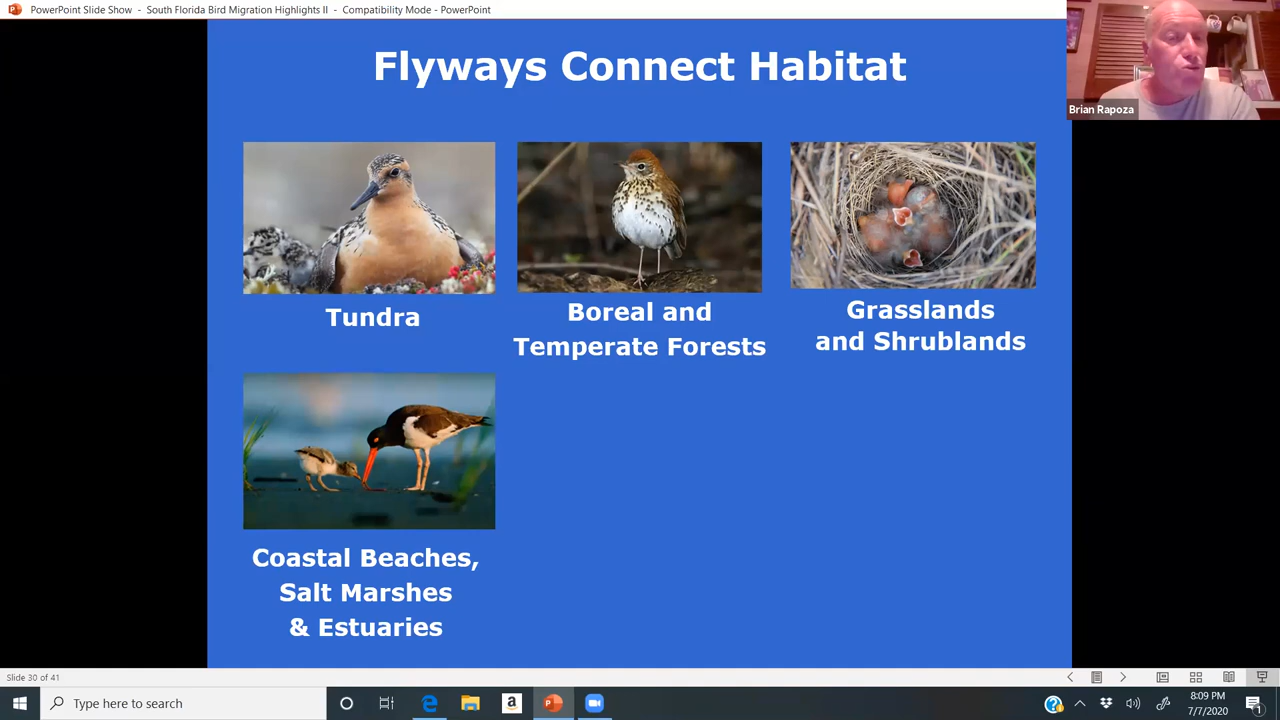 PowerPoint Slide Show - South Florida Bird Migration Highlights II - Compatibility Mode - PowerPoint
Brian Rapoza
Flyways Connect Habitat
Tundra
Boreal and
Temperate Forests
Grasslands
and Shrublands
Coastal Beaches,
Salt Marshes
& Estuaries
Slide 30 of 41
Type here to search
8:09 PM
7/7/2020
1